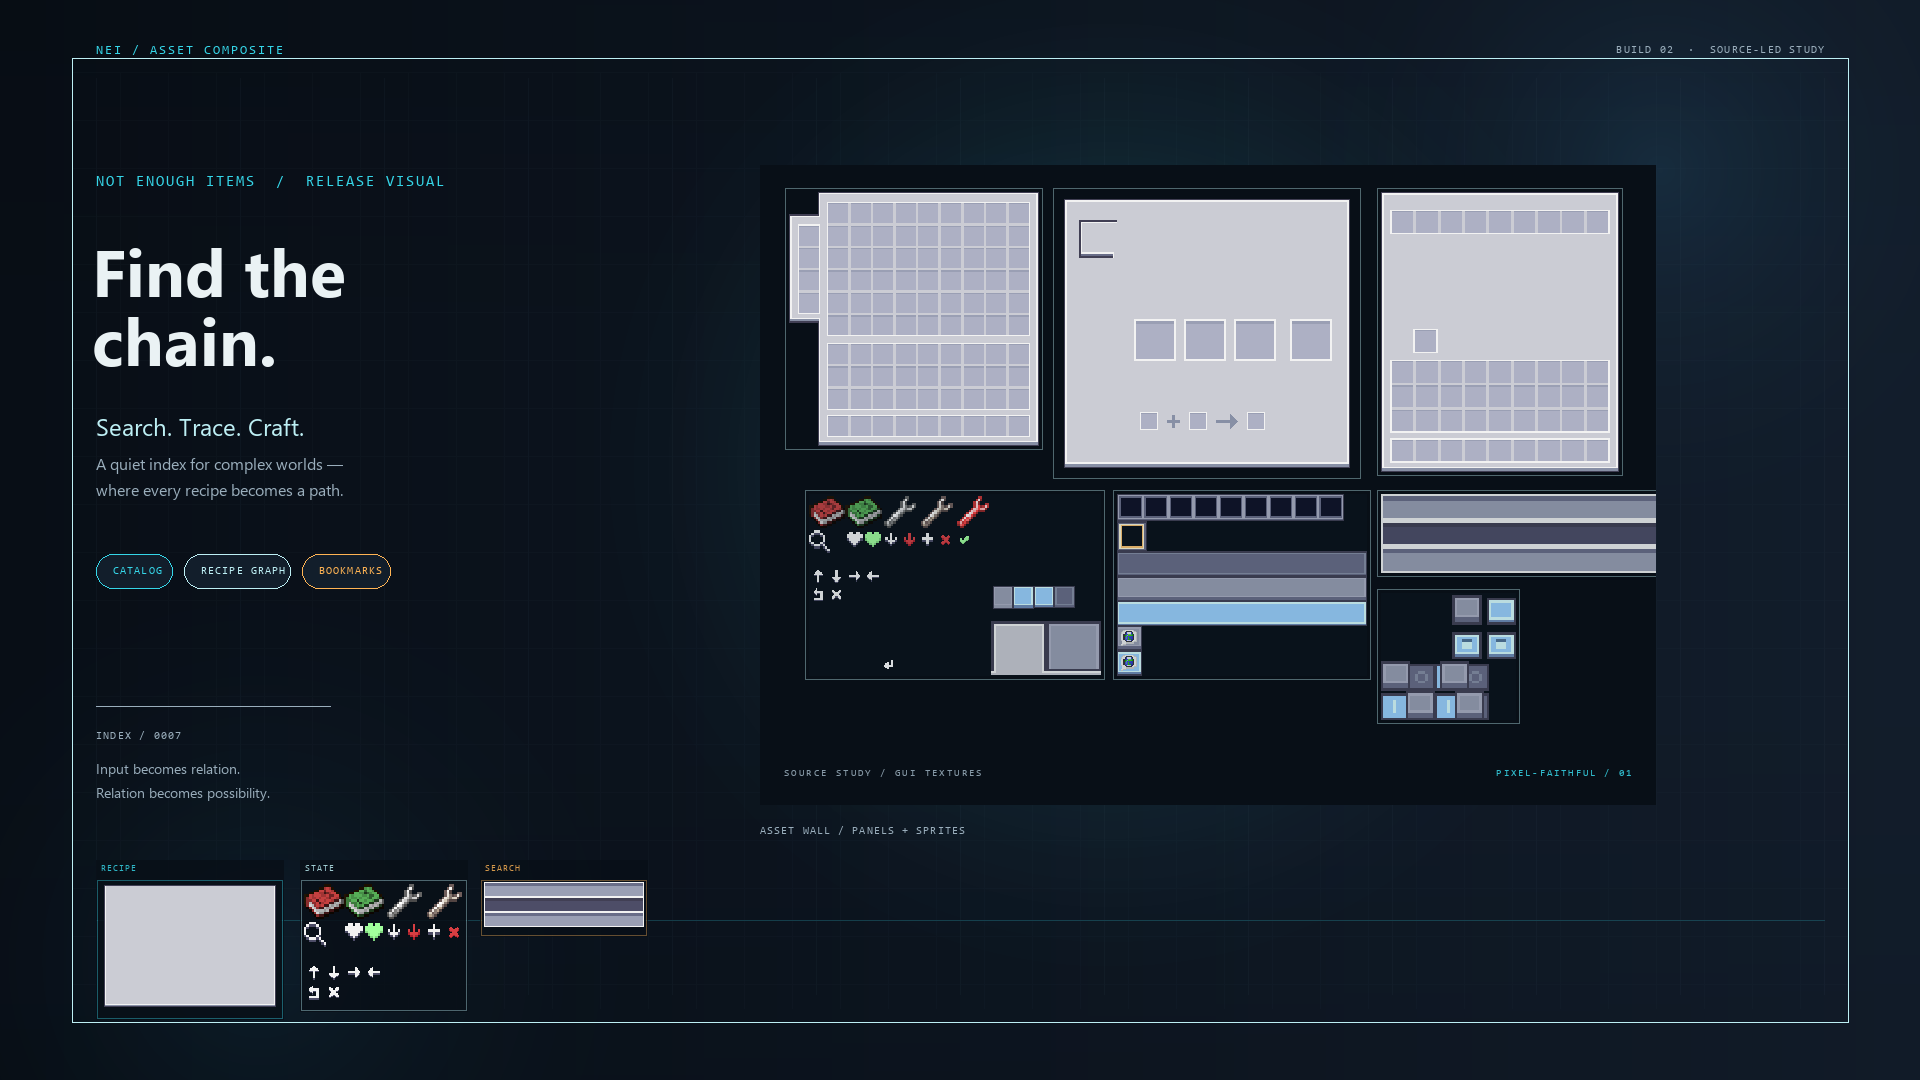 NEI / ASSET COMPOSITE
BUILD 02 · SOURCE-LED STUDY
NOT ENOUGH ITEMS / RELEASE VISUAL
Find the
chain.
Search. Trace. Craft.
A quiet index for complex worlds —
where every recipe becomes a path.
CATALOG
RECIPE GRAPH
BOOKMARKS
INDEX / 0007
Input becomes relation.
Relation becomes possibility.
SOURCE STUDY / GUI TEXTURES
PIXEL-FAITHFUL / 01
ASSET WALL / PANELS + SPRITES
RECIPE
STATE
SEARCH